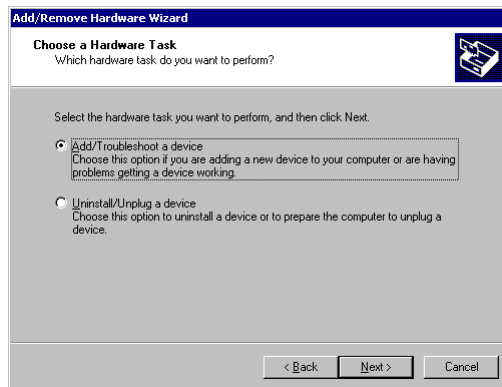 Add/Remove Hardware Wizard
Choose a Hardware Task
Which hardware task do you want to perform?
Select the hardware task you want to perform, and then click Next.
Add/Troubleshoot a device
Choose this option if you are adding a new device to your computer or are having
problems getting a device working.
Uninstall/Unplug a device
Choose this option to uninstall a device or to prepare the computer to unplug a
device.
< Back
Next >
Cancel